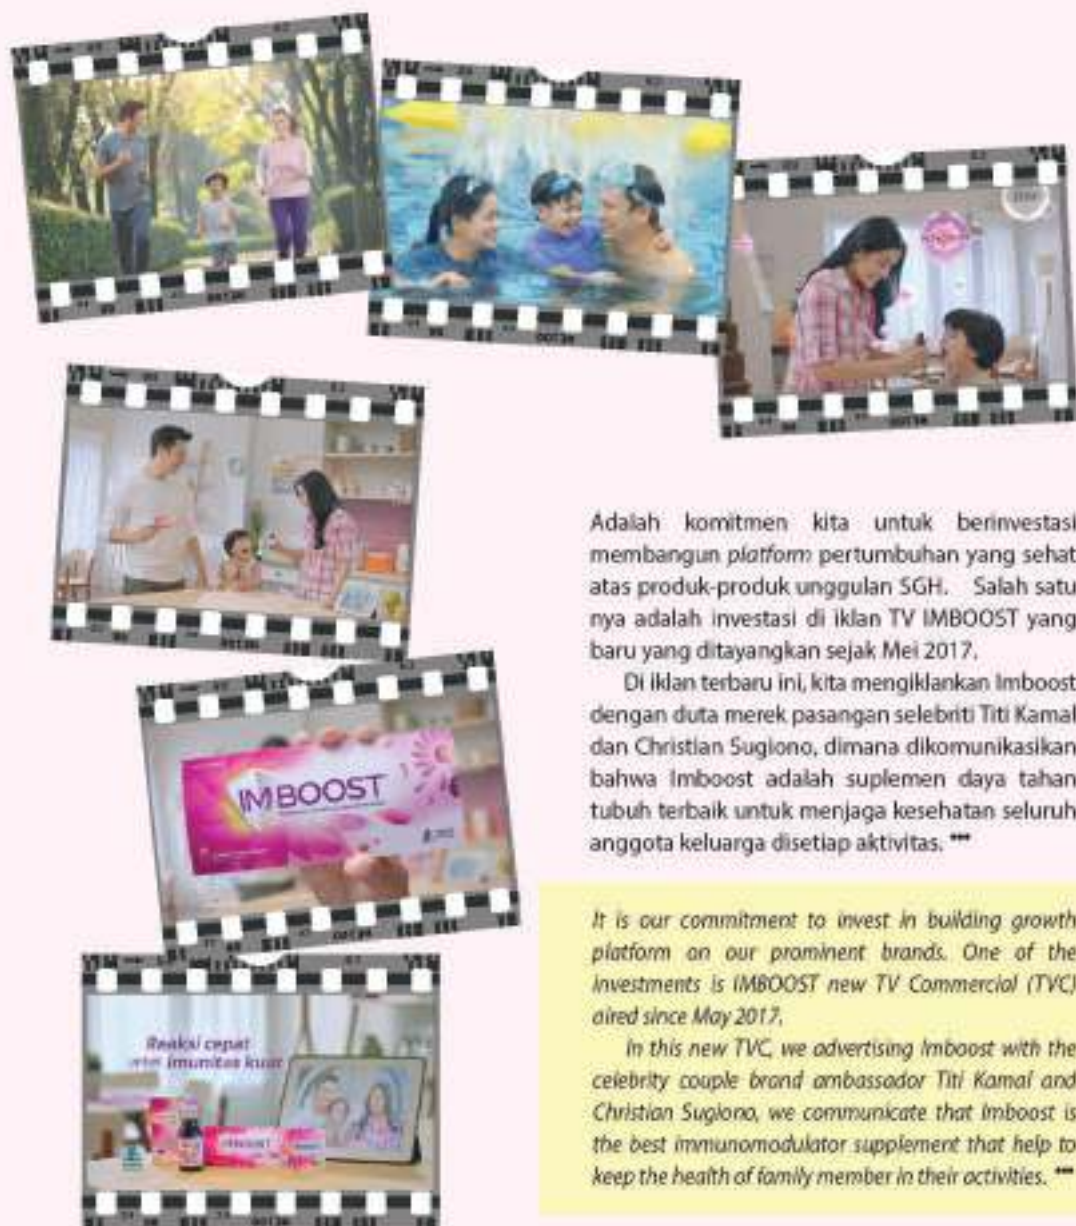 IMBOOST
Reaksi cepat
untuk imunitas kuat
IMBOOST
Adalah komitmen kita untuk berinvestasi
membangun platform pertumbuhan yang sehat
atas produk-produk unggulan SGH. Salah satu
nya adalah investasi di iklan TV IMBOOST yang
baru yang ditayangkan sejak Mei 2017.
Di iklan terbaru ini, kita mengiklankan Imboost
dengan duta merek pasangan selebriti Titi Kamal
dan Christian Sugiono, dimana dikomunikasikan
bahwa Imboost adalah suplemen daya tahan
tubuh terbaik untuk menjaga kesehatan seluruh
anggota keluarga disetiap aktivitas. ***
It is our commitment to invest in building growth
platform on our prominent brands. One of the
investments is IMBOOST new TV Commercial (TVC)
aired since May 2017.
In this new TVC, we advertising Imboost with the
celebrity couple brand ambassador Titi Kamal and
Christian Sugiono, we communicate that Imboost is
the best immunomodulator supplement that help to
keep the health of family member in their activities. ***